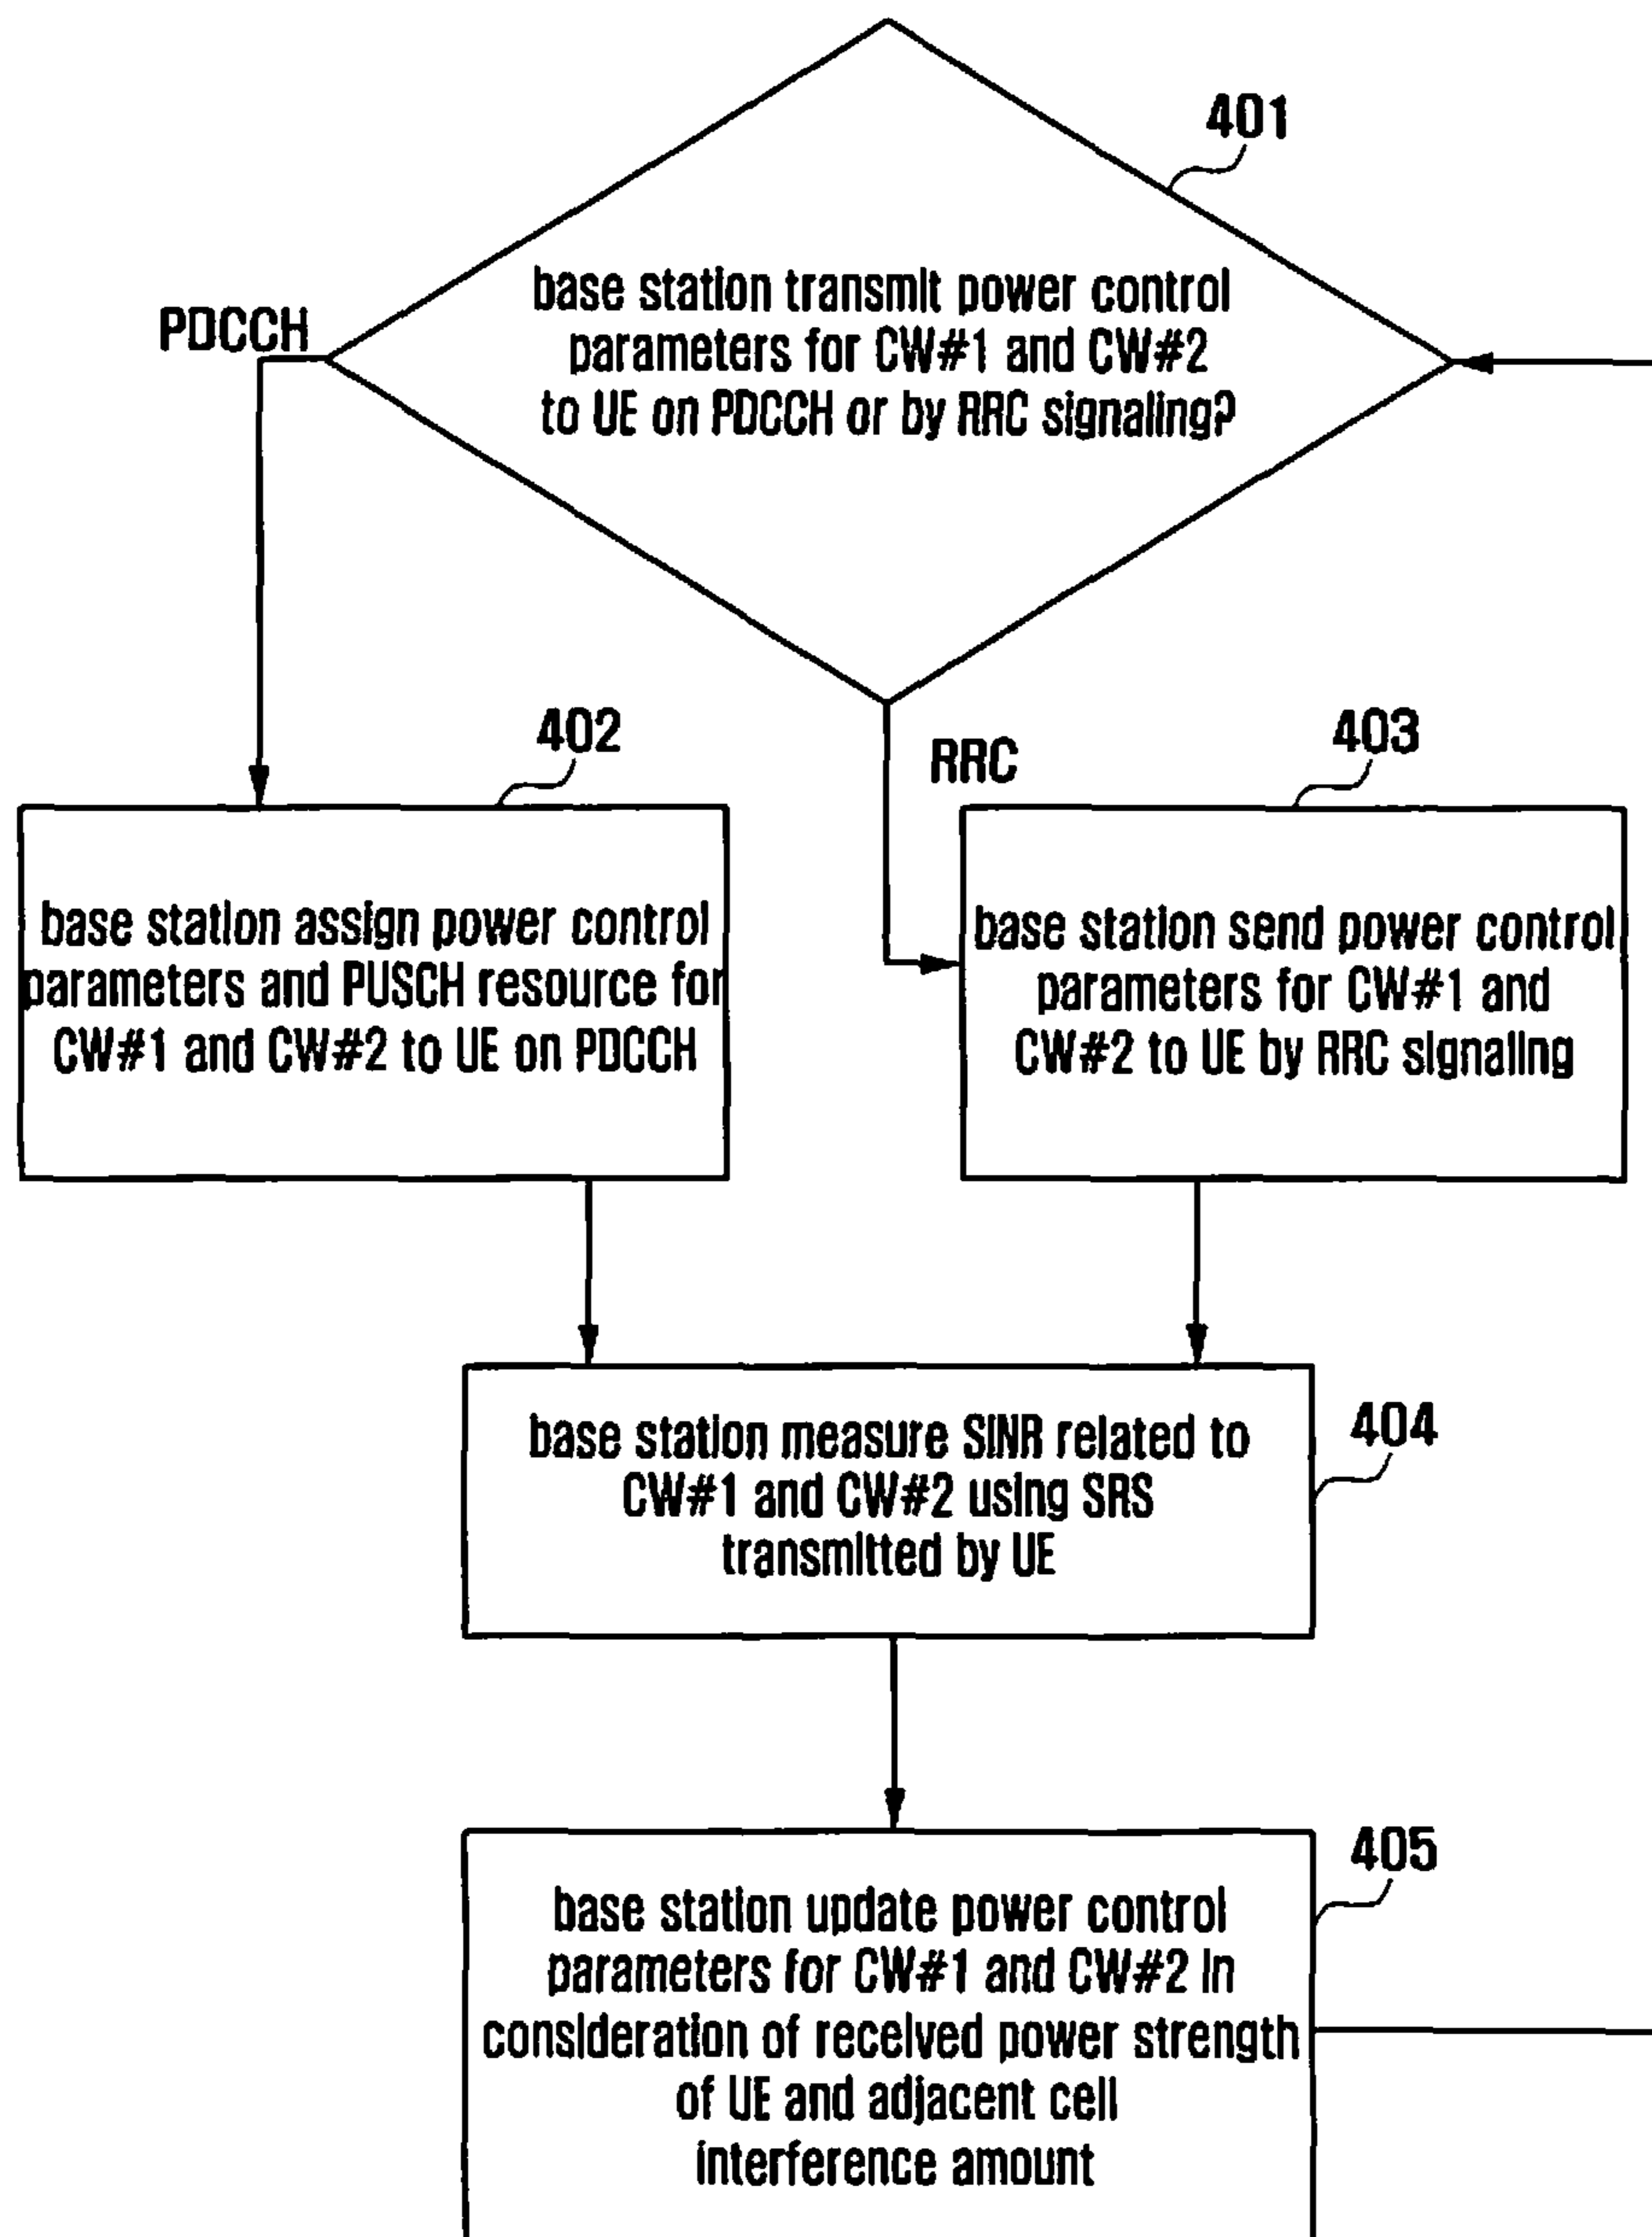 401
base station transmit power control
parameters for CW#1 and CW#2
to UE on PDCCH or by RRC signaling?
PDCCH
RRC
402
base station assign power control
parameters and PUSCH resource for
CW#1 and CW#2 to UE on PDCCH
403
base station send power control
parameters for CW#1 and
CW#2 to UE by RRC signaling
404
base station measure SINR related to
CW#1 and CW#2 using SRS
transmitted by UE
405
base station update power control
parameters for CW#1 and CW#2 in
consideration of received power strength
of UE and adjacent cell
interference amount